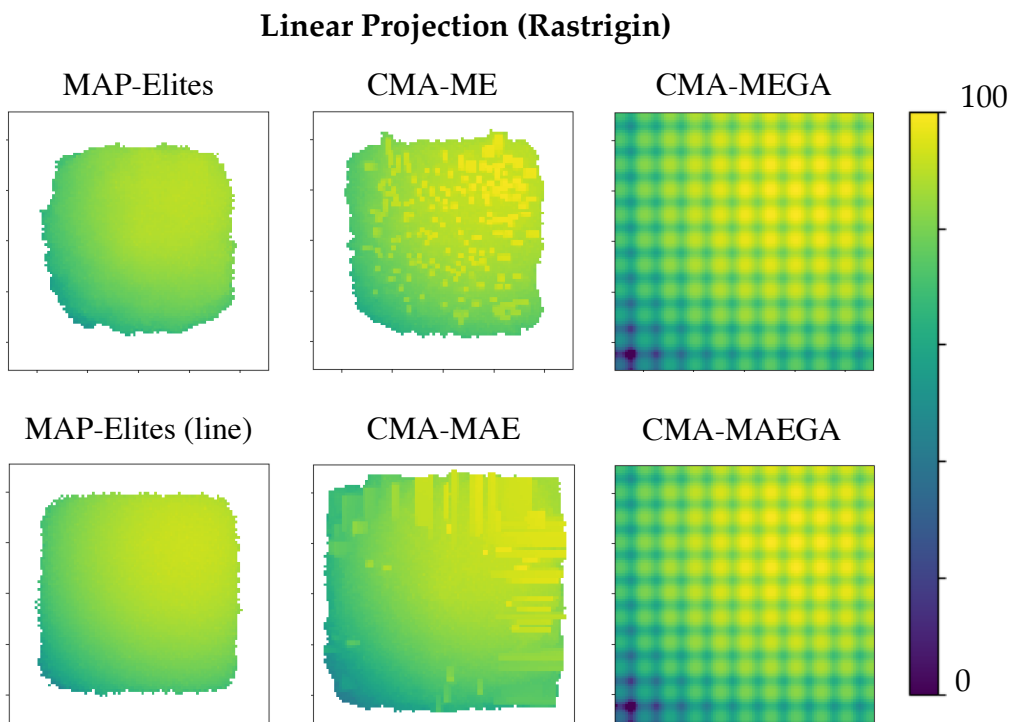 Linear Projection (Rastrigin)
MAP-Elites
CMA-ME
CMA-MEGA
100
MAP-Elites (line)
CMA-MAE
CMA-MAEGA
0